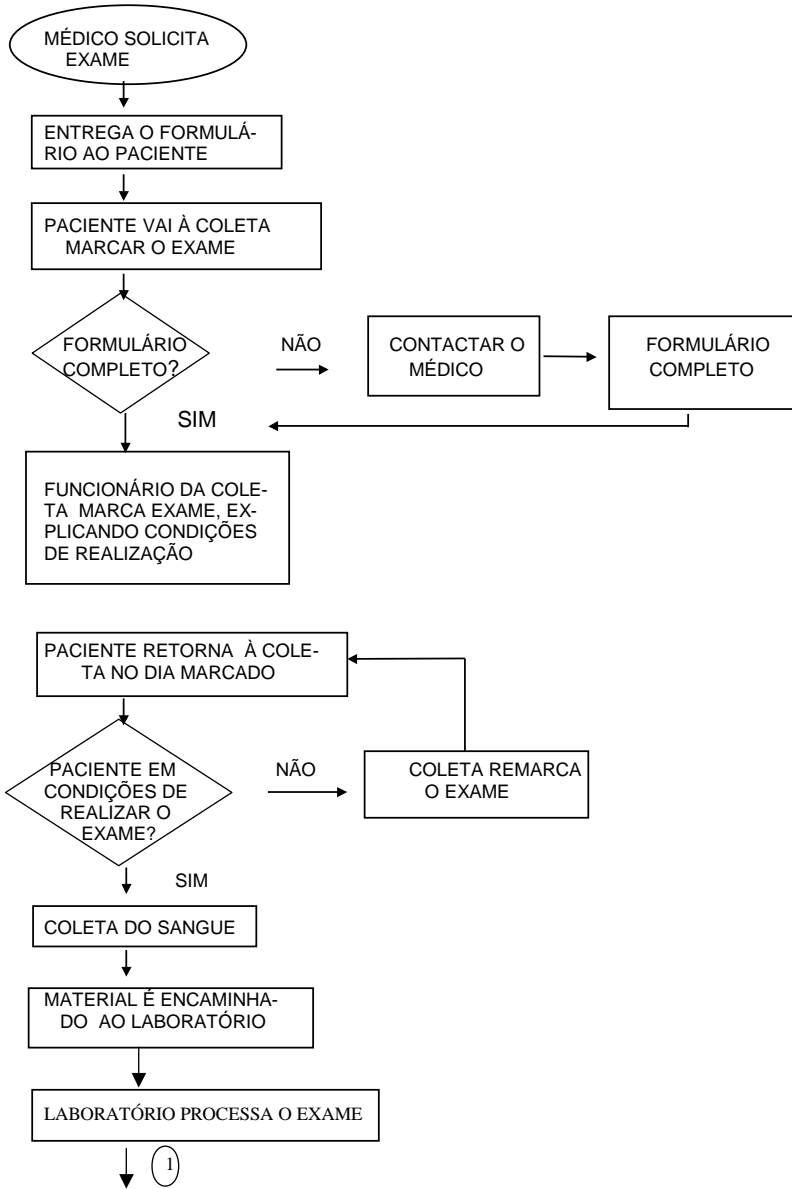 MÉDICO SOLICITA
EXAME
ENTREGA O FORMULÁ-
RIO AO PACIENTE
PACIENTE VAI À COLETA
MARCAR O EXAME
FORMULÁRIO
COMPLETO?
NÃO
CONTACTAR O
MÉDICO
FORMULÁRIO
COMPLETO
SIM
FUNCIONÁRIO DA COLE-
TA MARCA EXAME, EX-
PLICANDO CONDIÇÕES
DE REALIZAÇÃO
PACIENTE RETORNA À COLE-
TA NO DIA MARCADO
PACIENTE EM
CONDIÇÕES DE
REALIZAR O
EXAME?
NÃO
COLETA REMARCA
O EXAME
SIM
COLETA DO SANGUE
MATERIAL É ENCAMINHA-
DO AO LABORATÓRIO
LABORATÓRIO PROCESSA O EXAME
1